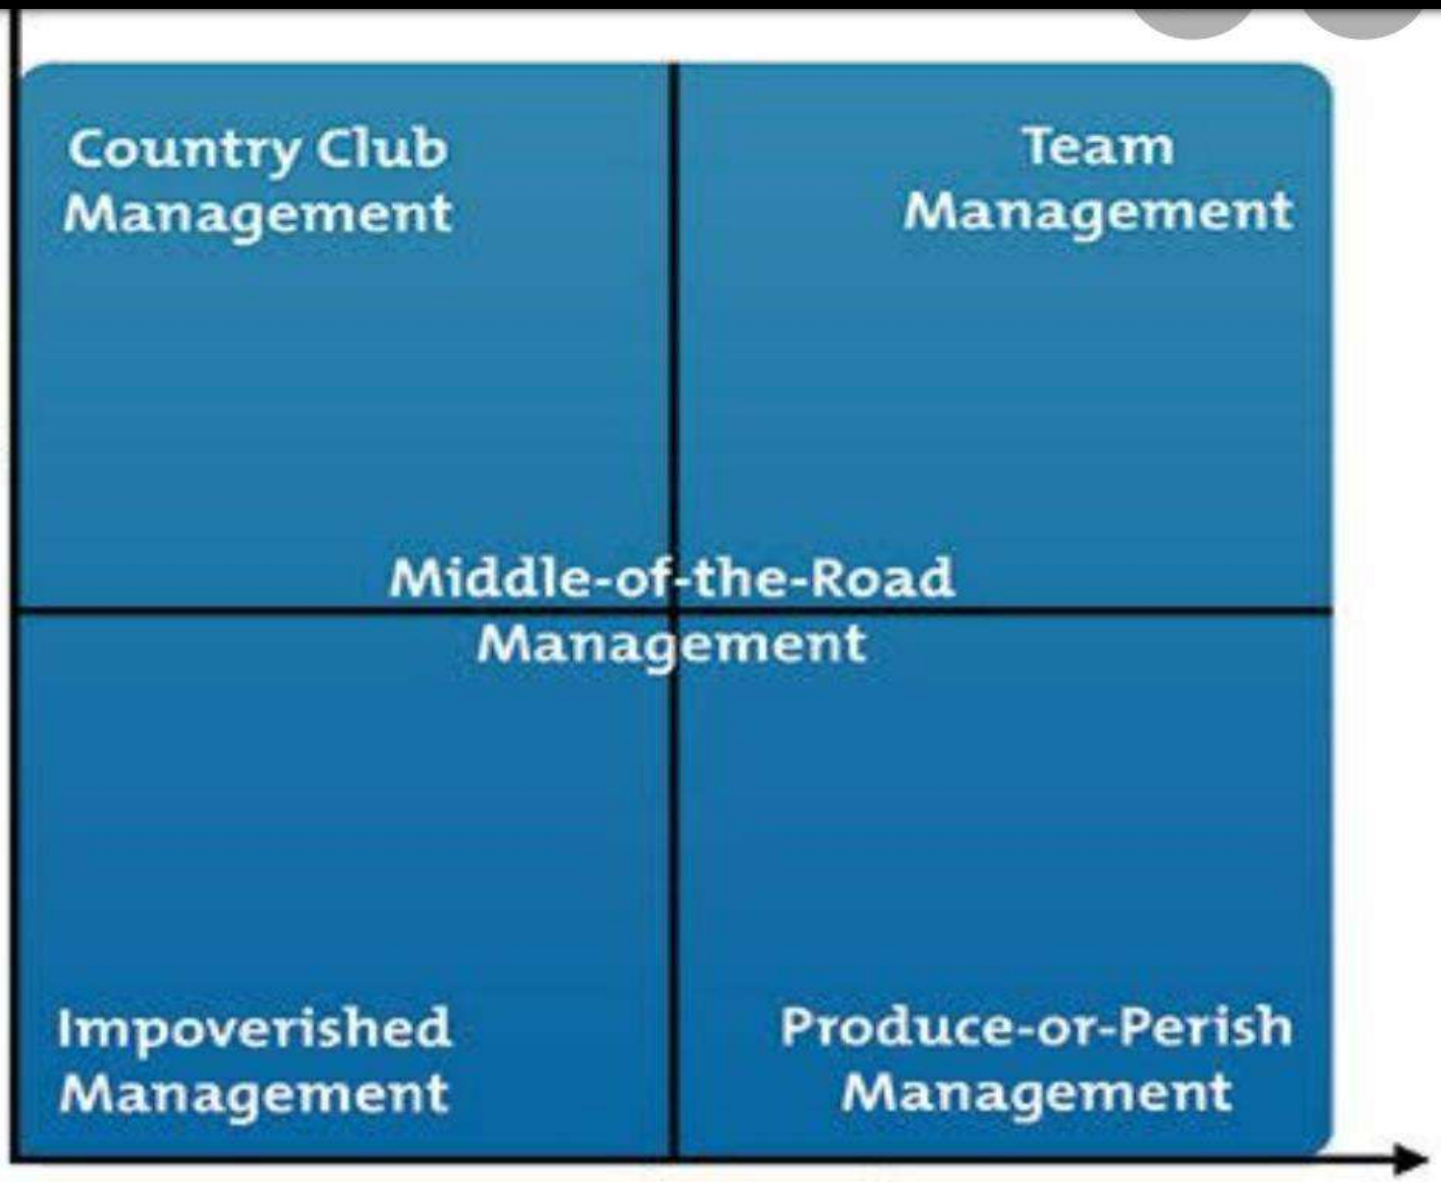 Country Club
Management
Team
Management
Middle-of-the-Road
Management
Impoverished
Management
Produce-or-Perish
Management